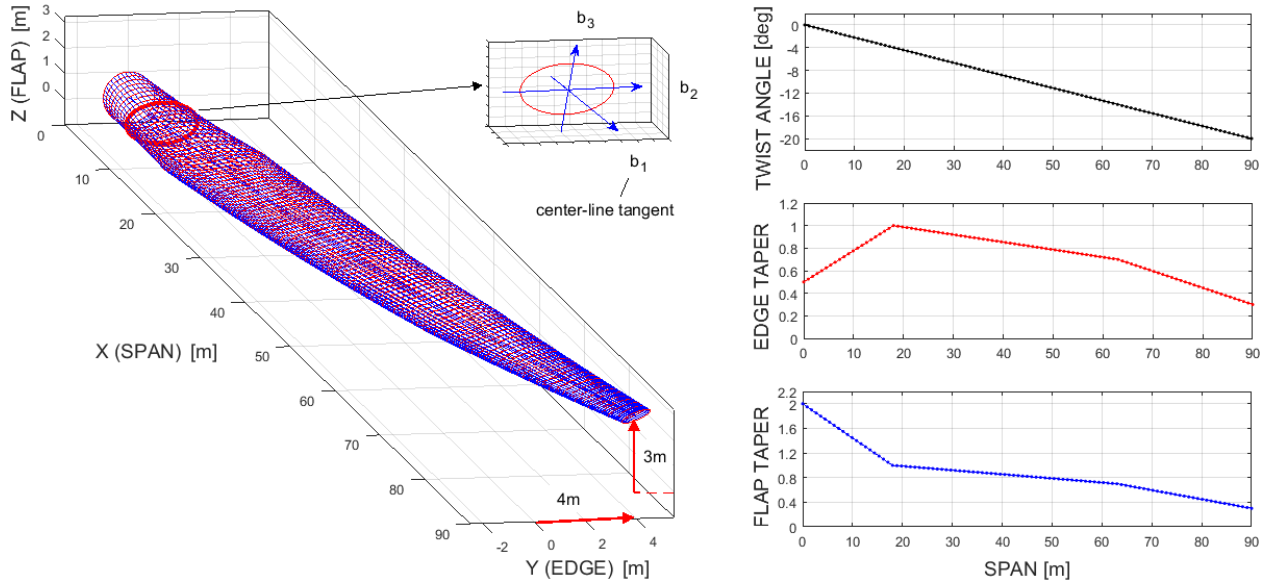 Z (FLAP) [m]
3
2
1
0
0
10
20
30
40
50
60
70
80
90
X (SPAN) [m]
-2
0
2
4
Y (EDGE) [m]
4m
3m
b3
b2
b1
center-line tangent
TWIST ANGLE [deg]
0
-4
-8
-12
-16
-20
0 10 20 30 40 50 60 70 80 90
EDGE TAPER
1.2
1
0.8
0.6
0.4
0.2
0
0 10 20 30 40 50 60 70 80 90
FLAP TAPER
2.2
2
1.6
1.2
0.8
0.4
0
0 10 20 30 40 50 60 70 80 90
SPAN [m]